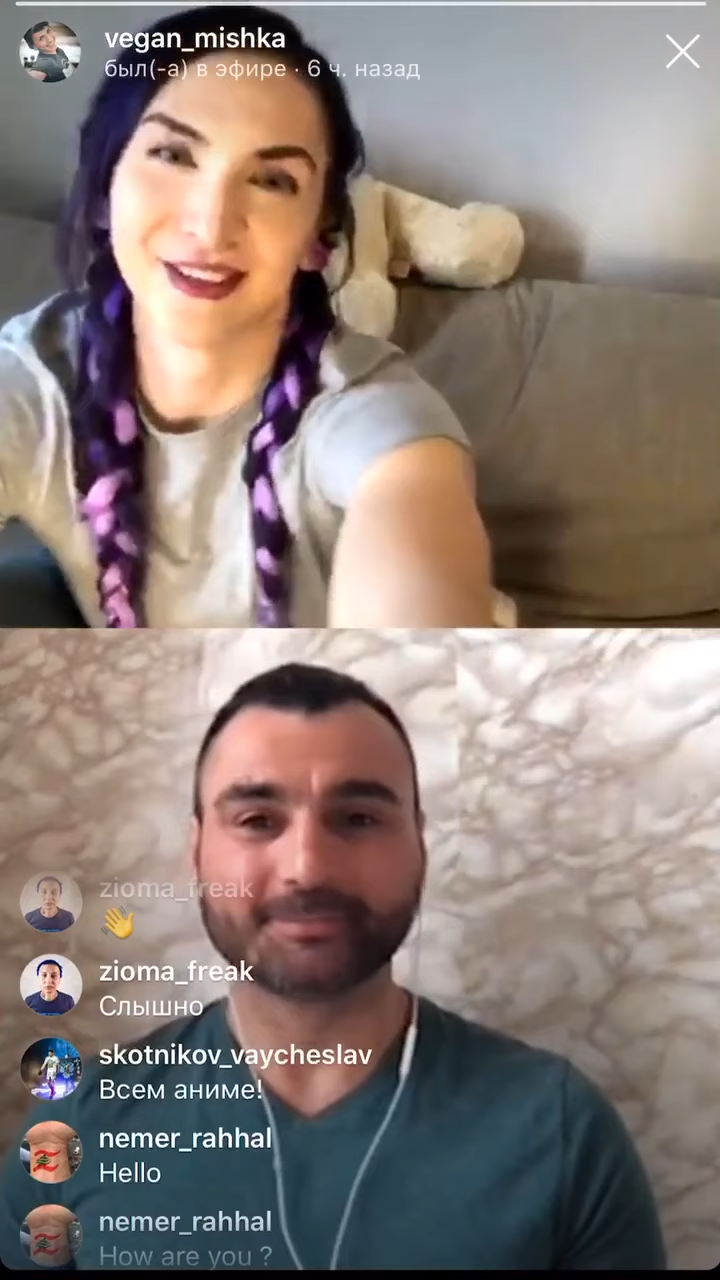 vegan_mishka
был(-а) в эфире · 6 ч. назад
zioma_freak
👋
zioma_freak
Слышно
skotnikov_vaycheslav
Всем аниме!
nemer_rahhal
Hello
nemer_rahhal
How are you ?